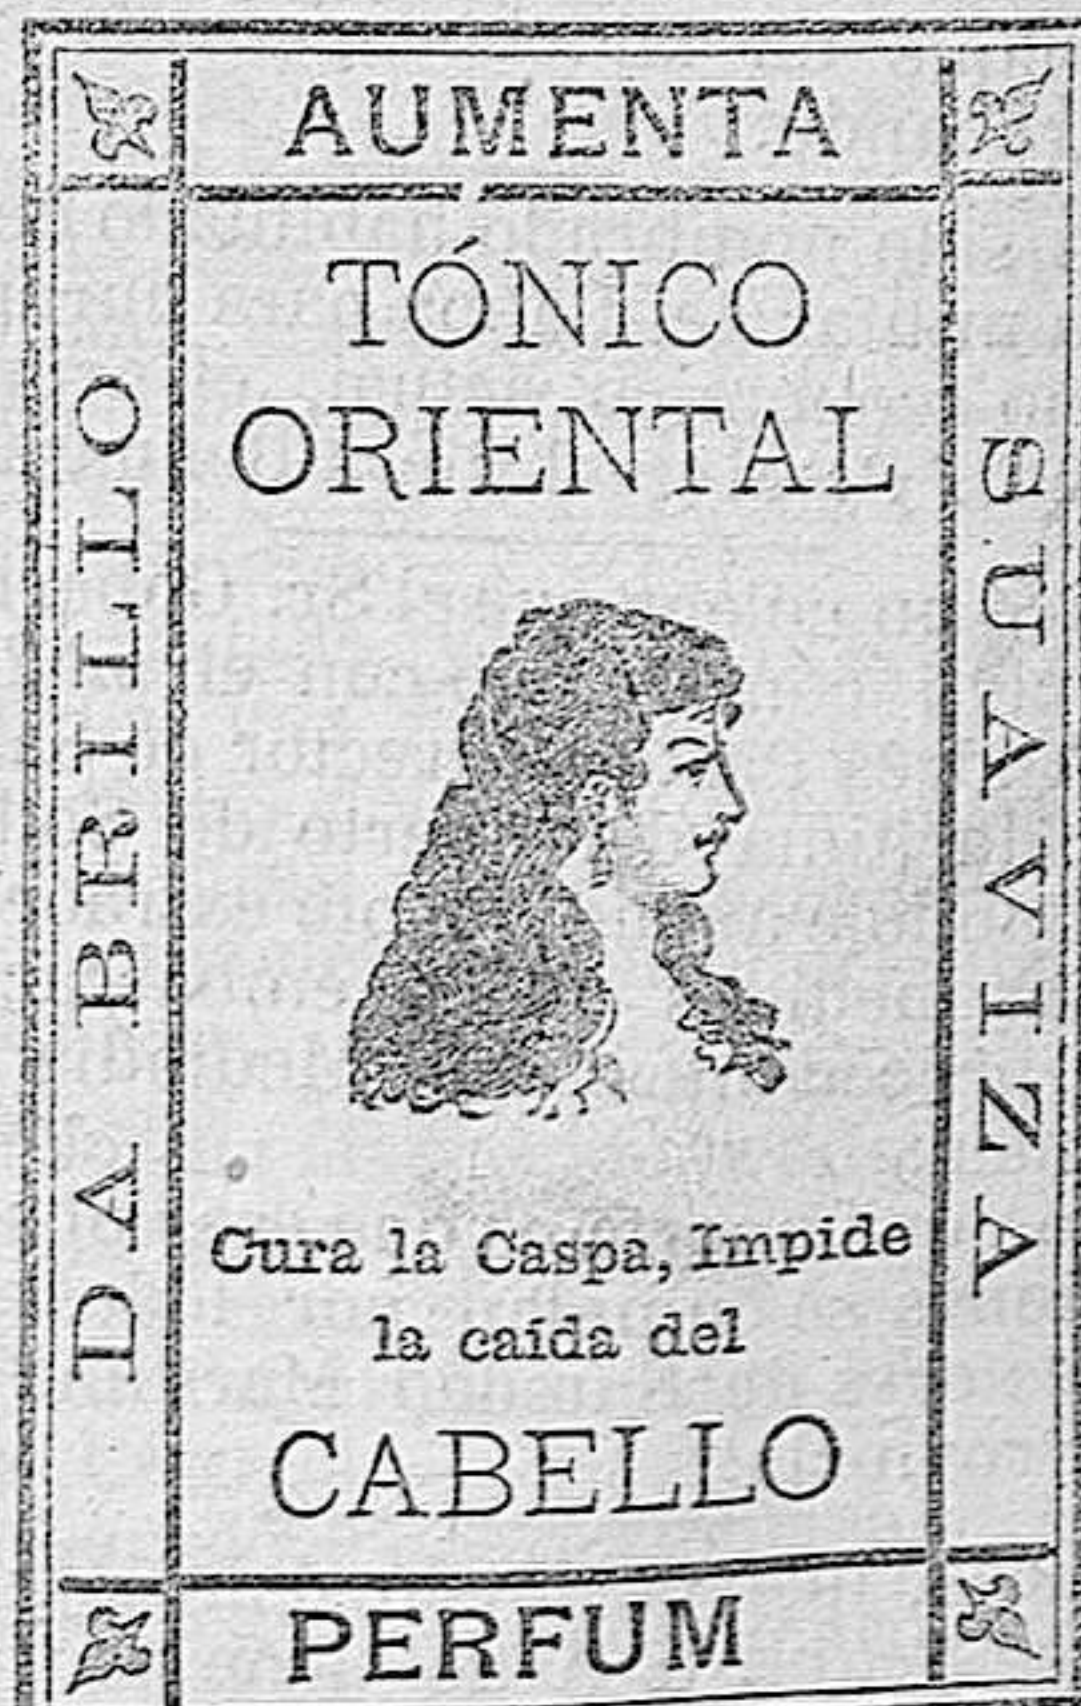 AUMENTA
TÓNICO
ORIENTAL
DA BRILLO
SUAVIZA
Cura la Caspa, Impide
la caída del
CABELLO
PERFUM